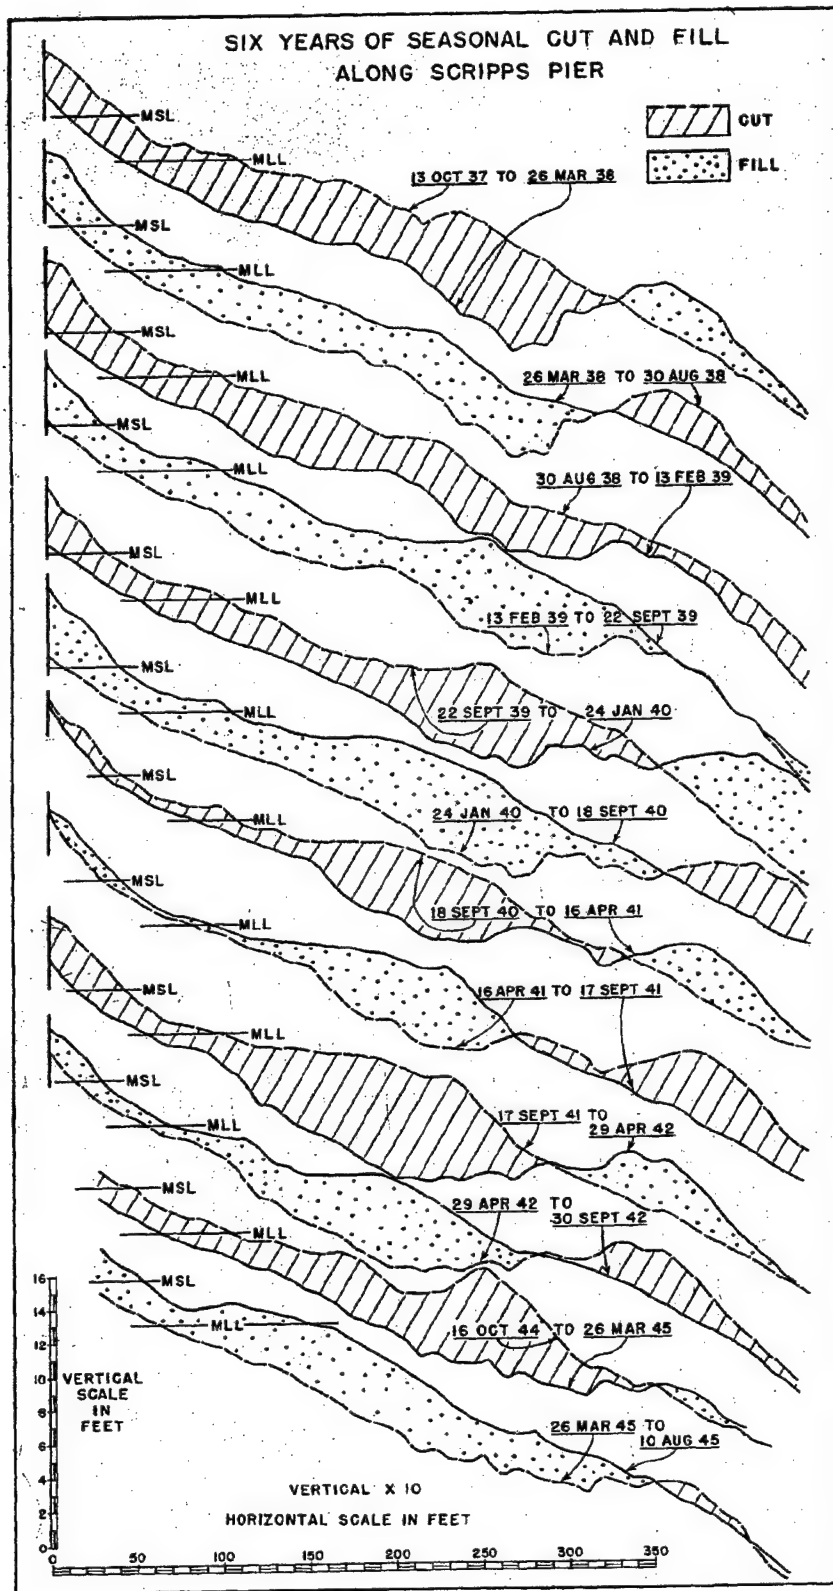 SIX YEARS OF SEASONAL CUT AND FILL
ALONG SCRIPPS PIER
CUT
FILL
MSL
MLL
13 OCT 37 TO 26 MAR 38
MSL
MLL
26 MAR 38 TO 30 AUG 38
MSL
MLL
30 AUG 38 TO 13 FEB 39
MSL
MLL
13 FEB 39 TO 22 SEPT 39
MSL
MLL
22 SEPT 39 TO 24 JAN 40
MSL
MLL
24 JAN 40 TO 18 SEPT 40
MSL
MLL
18 SEPT 40 TO 16 APR 41
MSL
MLL
16 APR 41 TO 17 SEPT 41
MSL
MLL
17 SEPT 41 TO
29 APR 42
MSL
MLL
29 APR 42 TO
30 SEPT 42
MSL
MLL
16 OCT 44 TO 26 MAR 45
MSL
MLL
26 MAR 45 TO
10 AUG 45
16
14
12
10
8
6
4
2
0
VERTICAL
SCALE
IN
FEET
VERTICAL X 10
HORIZONTAL SCALE IN FEET
0 50 100 150 200 250 300 350